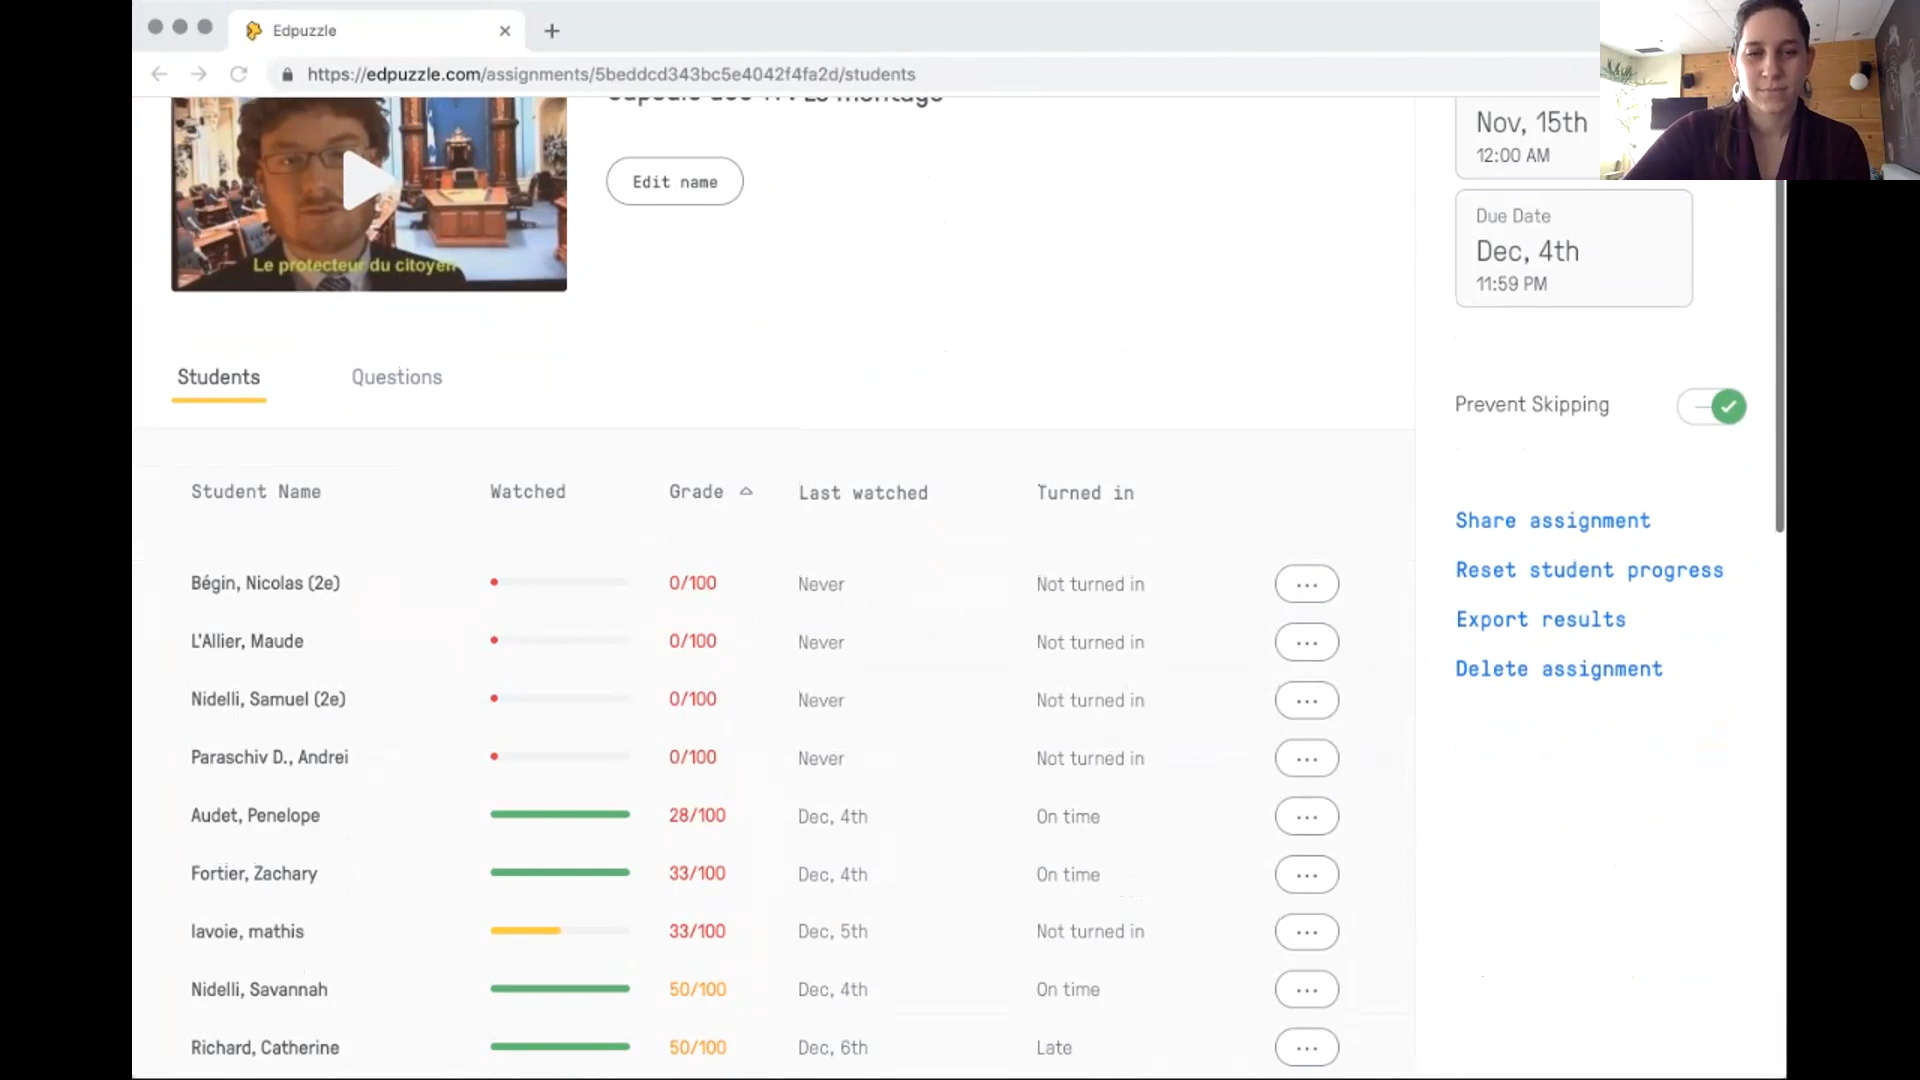 Edpuzzle
https://edpuzzle.com/assignments/5beddcd343bc5e4042f4fa2d/students
Nov, 15th
12:00 AM
Edit name
Due Date
Dec, 4th
11:59 PM
Le protecteur du citoyen
Students Questions
Prevent Skipping
Student Name Watched Grade Last watched Turned in
Share assignment
Reset student progress
Export results
Delete assignment
Bégin, Nicolas (2e) 0/100 Never Not turned in ...
L'Allier, Maude 0/100 Never Not turned in ...
Nidelli, Samuel (2e) 0/100 Never Not turned in ...
Paraschiv D., Andrei 0/100 Never Not turned in ...
Audet, Penelope 28/100 Dec, 4th On time ...
Fortier, Zachary 33/100 Dec, 4th On time ...
lavoie, mathis 33/100 Dec, 5th Not turned in ...
Nidelli, Savannah 50/100 Dec, 4th On time ...
Richard, Catherine 50/100 Dec, 6th Late ...